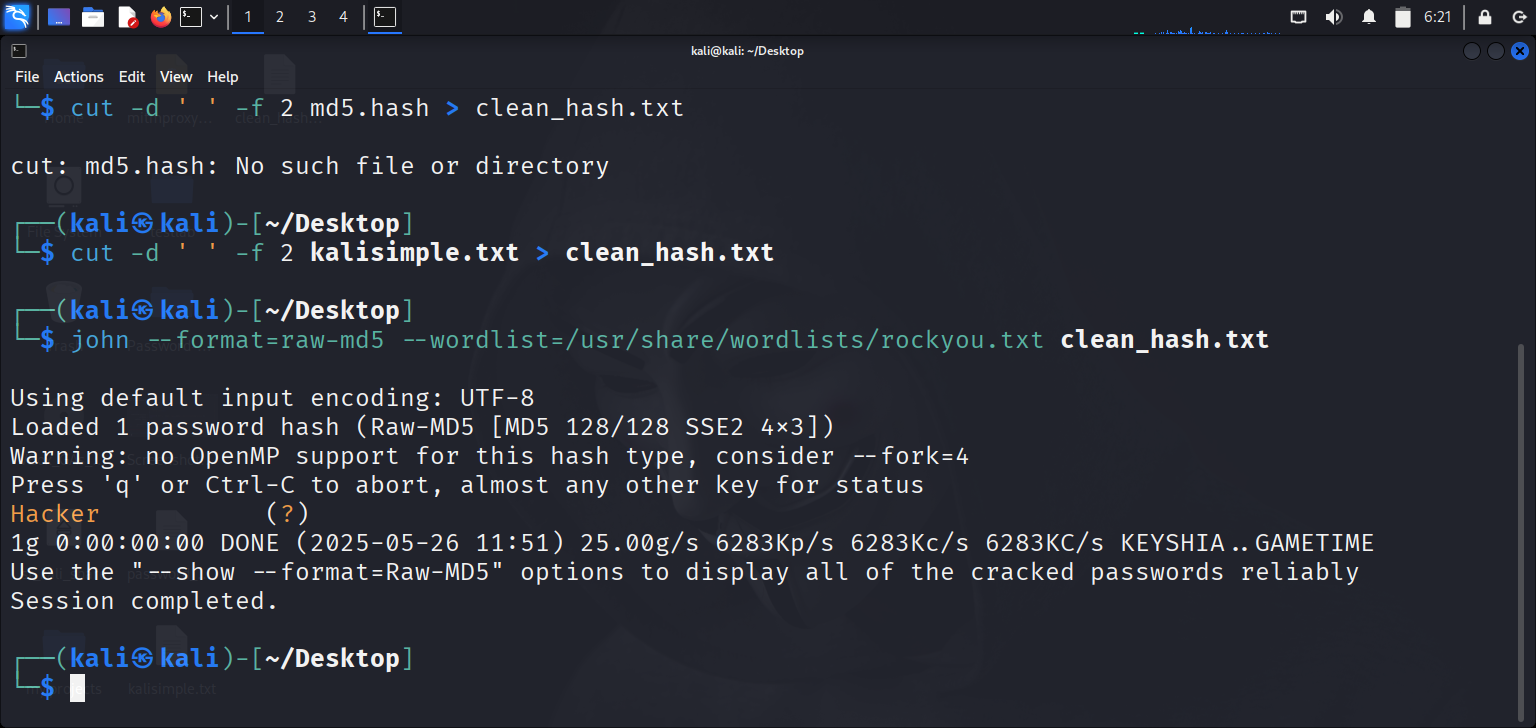 1 2 3 4 6:21
kali@kali: ~/Desktop
File Actions Edit View Help
└─$ cut -d ' ' -f 2 md5.hash > clean_hash.txt
cut: md5.hash: No such file or directory
┌──(kali㉿kali)-[~/Desktop]
└─$ cut -d ' ' -f 2 kalisimple.txt > clean_hash.txt
┌──(kali㉿kali)-[~/Desktop]
└─$ john --format=raw-md5 --wordlist=/usr/share/wordlists/rockyou.txt clean_hash.txt
Using default input encoding: UTF-8
Loaded 1 password hash (Raw-MD5 [MD5 128/128 SSE2 4×3])
Warning: no OpenMP support for this hash type, consider --fork=4
Press 'q' or Ctrl-C to abort, almost any other key for status
Hacker (?)
1g 0:00:00:00 DONE (2025-05-26 11:51) 25.00g/s 6283Kp/s 6283Kc/s 6283KC/s KEYSHIA..GAMETIME
Use the "--show --format=Raw-MD5" options to display all of the cracked passwords reliably
Session completed.
┌──(kali㉿kali)-[~/Desktop]
└─$
kalisimple.txt